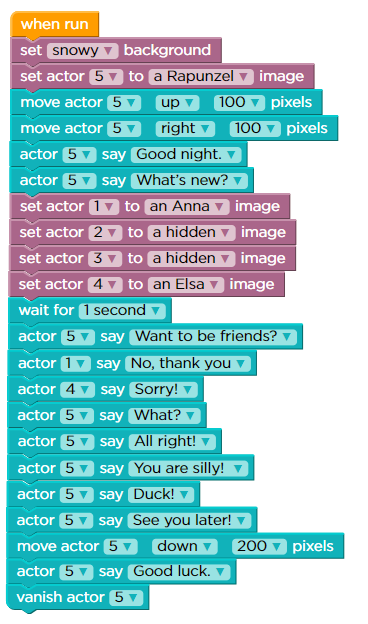 when run
set snowy background
set actor 5 to a Rapunzel image
move actor 5 up 100 pixels
move actor 5 right 100 pixels
actor 5 say Good night.
actor 5 say What's new?
set actor 1 to an Anna image
set actor 2 to a hidden image
set actor 3 to a hidden image
set actor 4 to an Elsa image
wait for 1 second
actor 5 say Want to be friends?
actor 1 say No, thank you
actor 4 say Sorry!
actor 5 say What?
actor 5 say All right!
actor 5 say You are silly!
actor 5 say Duck!
actor 5 say See you later!
move actor 5 down 200 pixels
actor 5 say Good luck.
vanish actor 5